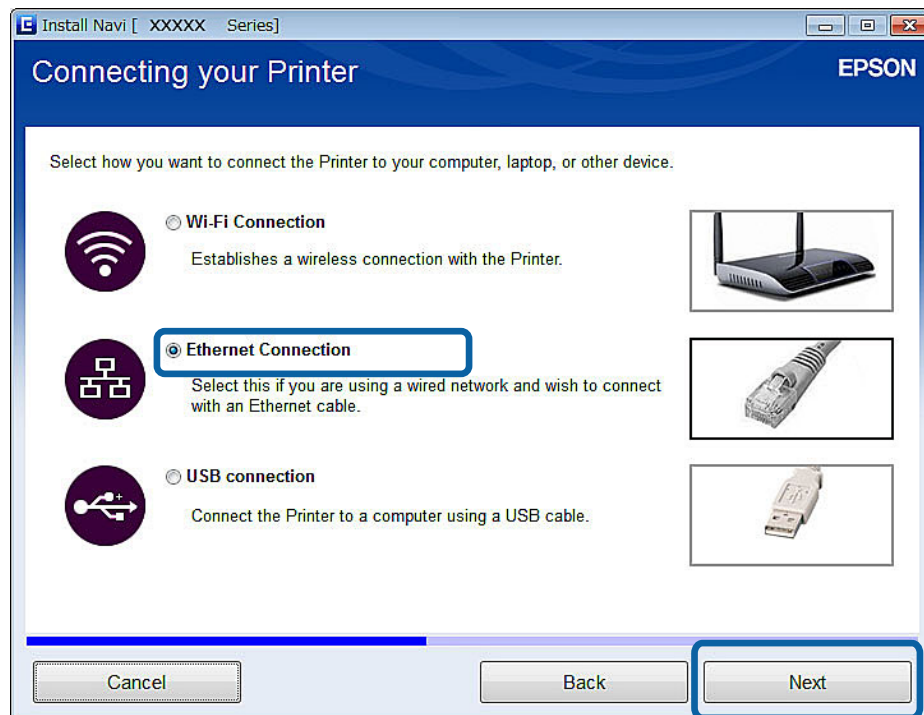 Install Navi [ XXXXX Series]
Connecting your Printer
EPSON
Select how you want to connect the Printer to your computer, laptop, or other device.
Wi-Fi Connection
Establishes a wireless connection with the Printer.
Ethernet Connection
Select this if you are using a wired network and wish to connect
with an Ethernet cable.
USB connection
Connect the Printer to a computer using a USB cable.
Cancel
Back
Next